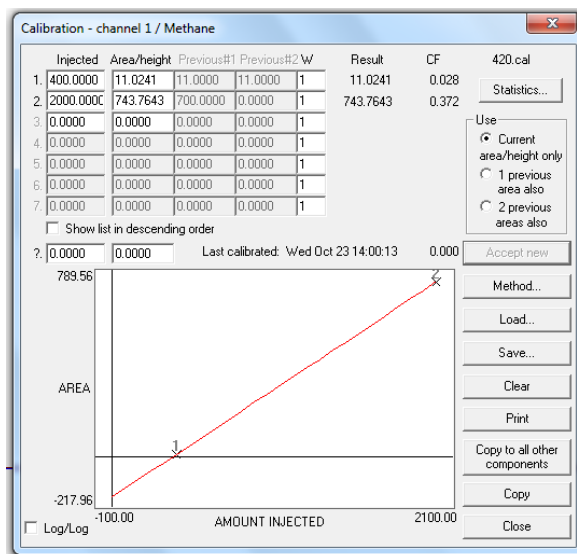 Calibration - channel 1 / Methane
Injected Area/height Previous#1 Previous#2 W Result CF 420.cal
1. 400.0000 11.0241 11.0000 11.0000 1 11.0241 0.028
2. 2000.000 743.7643 700.0000 0.0000 1 743.7643 0.372
3. 0.0000 0.0000 0.0000 0.0000 1
4. 0.0000 0.0000 0.0000 0.0000 1
5. 0.0000 0.0000 0.0000 0.0000 1
6. 0.0000 0.0000 0.0000 0.0000 1
7. 0.0000 0.0000 0.0000 0.0000 1
Statistics...
Use
Current area/height only
1 previous area also
2 previous areas also
Show list in descending order
?. 0.0000 0.0000 Last calibrated: Wed Oct 23 14:00:13 0.000
Accept new
Method...
Load...
Save...
Clear
Print
Copy to all other components
Copy
Close
789.56
AREA
-217.96
1
2
-100.00 AMOUNT INJECTED 2100.00
Log/Log